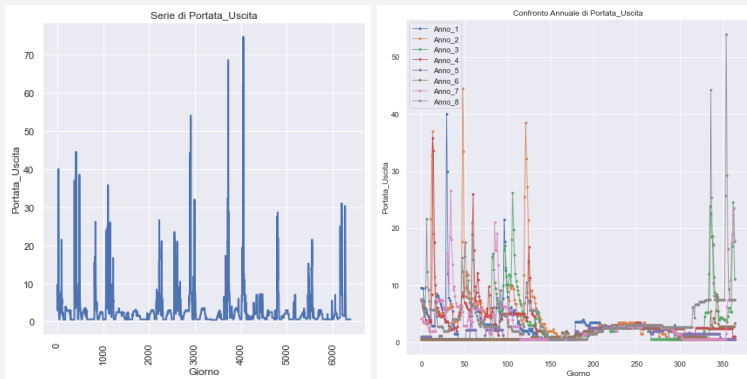 Serie di Portata_Uscita
70
60
50
40
30
20
10
0
Portata_Uscita
0
1000
2000
3000
4000
5000
6000
Giorno
Confronto Annuale di Portata_Uscita
Anno_1
Anno_2
Anno_3
Anno_4
Anno_5
Anno_6
Anno_7
Anno_8
50
40
30
20
10
0
Portata_Uscita
0
50
100
150
200
250
300
350
Giorno